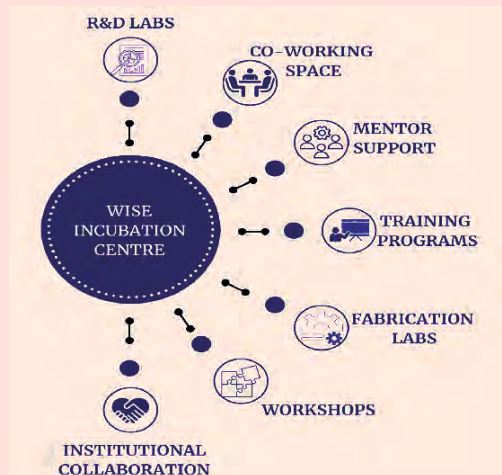 R&D LABS
CO-WORKING
SPACE
MENTOR
SUPPORT
WISE
INCUBATION
CENTRE
TRAINING
PROGRAMS
FABRICATION
LABS
WORKSHOPS
INSTITUTIONAL
COLLABORATION